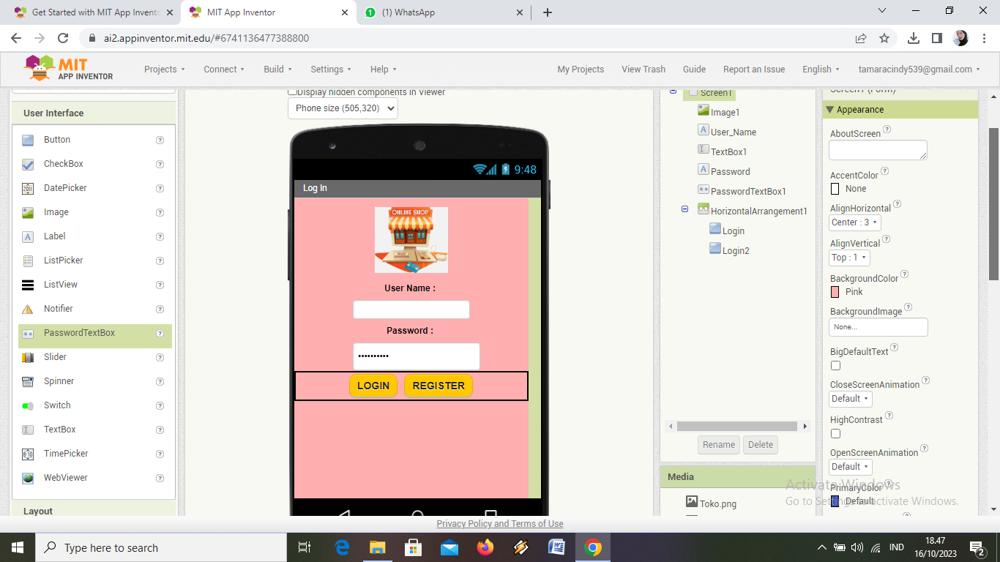 Get Started with MIT App Invento
MIT App Inventor
(1) WhatsApp
ai2.appinventor.mit.edu/#6741136477388800
MIT
APP INVENTOR
Projects
Connect
Build
Settings
Help
My Projects
View Trash
Guide
Report an Issue
English
tamaracindy539@gmail.com
User Interface
Button
CheckBox
DatePicker
Image
Label
ListPicker
ListView
Notifier
PasswordTextBox
Slider
Spinner
Switch
TextBox
TimePicker
WebViewer
Layout
Display hidden components in Viewer
Phone size (505,320)
9:48
Log In
ONLINE SHOP
User Name :
Password :
••••••••••
LOGIN
REGISTER
Screen1
Image1
User_Name
TextBox1
Password
PasswordTextBox1
HorizontalArrangement1
Login
Login2
Rename
Delete
Media
Toko.png
Screen1 (Form)
Appearance
AboutScreen
AccentColor
None
AlignHorizontal
Center : 3
AlignVertical
Top : 1
BackgroundColor
Pink
BackgroundImage
None...
BigDefaultText
CloseScreenAnimation
Default
HighContrast
OpenScreenAnimation
Default
PrimaryColor
Default
Activate Windows
Go to Settings to activate Windows.
Privacy Policy and Terms of Use
Type here to search
IND
18.47
16/10/2023
2